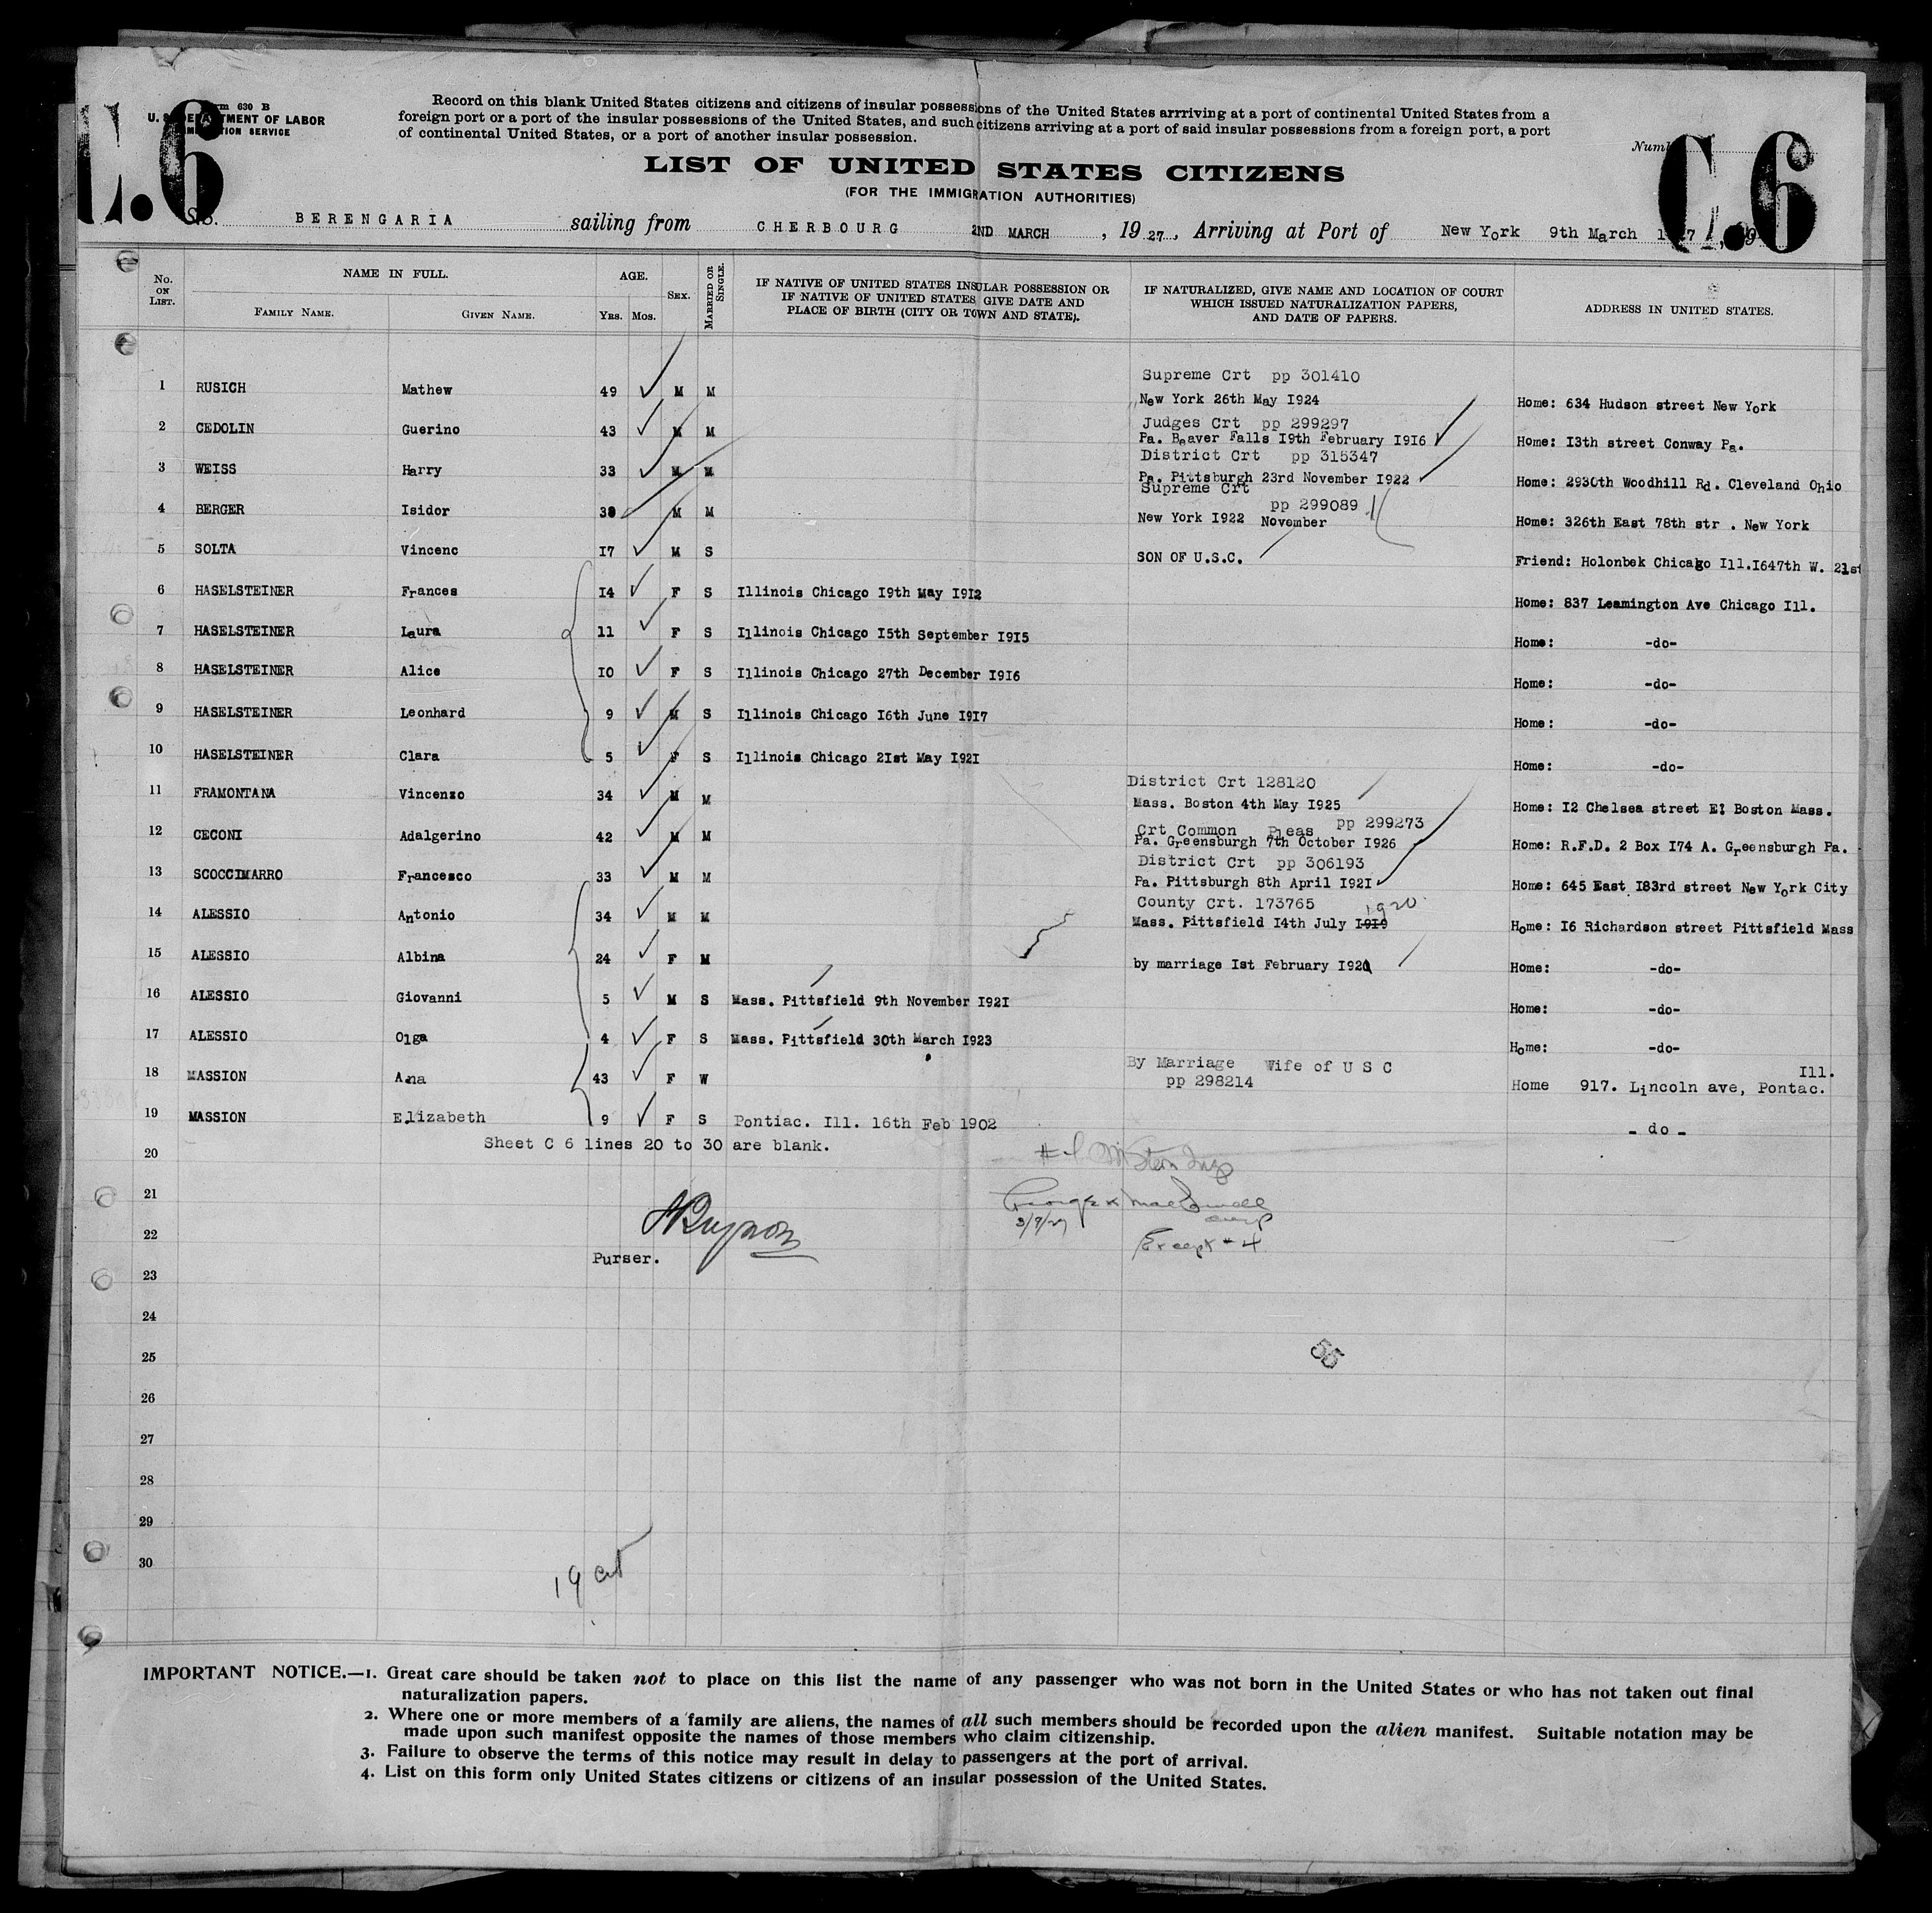 Form 630 B
U. S. DEPARTMENT OF LABOR
IMMIGRATION SERVICE
C.6
C.6
Record on this blank United States citizens and citizens of insular possessions of the United States arrriving at a port of continental United States from a
foreign port or a port of the insular possessions of the United States, and such citizens arriving at a port of said insular possessions from a foreign port, a port
of continental United States, or a port of another insular possession.
LIST OF UNITED STATES CITIZENS
(FOR THE IMMIGRATION AUTHORITIES)
S.S. BERENGARIA sailing from CHERBOURG 2ND MARCH, 1927, Arriving at Port of New York 9th March
No. ON LIST. NAME IN FULL. FAMILY NAME. GIVEN NAME. AGE. YRS. MOS. SEX. MARRIED OR SINGLE.
IF NATIVE OF UNITED STATES INSULAR POSSESSION OR
IF NATIVE OF UNITED STATES GIVE DATE AND
PLACE OF BIRTH (CITY OR TOWN AND STATE).
IF NATURALIZED, GIVE NAME AND LOCATION OF COURT
WHICH ISSUED NATURALIZATION PAPERS,
AND DATE OF PAPERS.
ADDRESS IN UNITED STATES.
Supreme Crt pp 301410
1 RUSICH Mathew 49 M M New York 26th May 1924 Home: 634 Hudson street New York
Judges Crt pp 299297
2 CEDOLIN Guerino 43 M M Pa. Beaver Falls 19th February 1916 Home: 13th street Conway Pa.
District Crt pp 315347
3 WEISS Harry 33 M M Pa. Pittsburgh 23rd November 1922 Home: 2930th Woodhill Rd. Cleveland Ohio
Supreme Crt pp 299089
4 BERGER Isidor M M New York 1922 November Home: 326th East 78th str . New York
5 SOLTA Vincenc 17 M S SON OF U.S.C. Friend: Holonbek Chicago Ill.1647th W. 21st
6 HASELSTEINER Frances 14 F S Illinois Chicago 19th May 1912 Home: 837 Leamington Ave Chicago Ill.
7 HASELSTEINER Laura 11 F S Illinois Chicago 15th September 1915 Home: -do-
8 HASELSTEINER Alice 10 F S Illinois Chicago 27th December 1916 Home: -do-
9 HASELSTEINER Leonhard 9 M S Illinois Chicago 16th June 1917 Home: -do-
10 HASELSTEINER Clara 5 F S Illinois Chicago 21st May 1921 Home: -do-
District Crt 128120
11 FRAMONTANA Vincenzo 34 M M Mass. Boston 4th May 1925 Home: 12 Chelsea street E: Boston Mass.
Crt Common Pleas pp 299273
12 CECONI Adalgerino 42 M M Pa. Greensburgh 7th October 1926 Home: R.F.D. 2 Box 174 A. Greensburgh Pa.
District Crt pp 306193
13 SCOCCIMARRO Francesco 33 M M Pa. Pittsburgh 8th April 1921 Home: 645 East 183rd street New York City
County Crt. 173765 1920
14 ALESSIO Antonio 34 M M Mass. Pittsfield 14th July 1919 Home: 16 Richardson street Pittsfield Mass
15 ALESSIO Albina 24 F M by marriage 1st February 1920 Home: -do-
16 ALESSIO Giovanni 5 M S Mass. Pittsfield 9th November 1921 Home: -do-
17 ALESSIO Olga 4 F S Mass. Pittsfield 30th March 1923 Home: -do-
By Marriage Wife of U S C Ill.
18 MASSION Ana 43 F W pp 298214 Home 917. Lincoln ave, Pontac.
19 MASSION Elizabeth 9 F S Pontiac. Ill. 16th Feb 1902 - do -
Sheet C 6 lines 20 to 30 are blank.
20
21
3/9/27
22
Purser.
Except #4
23
24
25
55
26
27
28
29
30
19
IMPORTANT NOTICE.—1. Great care should be taken not to place on this list the name of any passenger who was not born in the United States or who has not taken out final
naturalization papers.
2. Where one or more members of a family are aliens, the names of all such members should be recorded upon the alien manifest. Suitable notation may be
made upon such manifest opposite the names of those members who claim citizenship.
3. Failure to observe the terms of this notice may result in delay to passengers at the port of arrival.
4. List on this form only United States citizens or citizens of an insular possession of the United States.